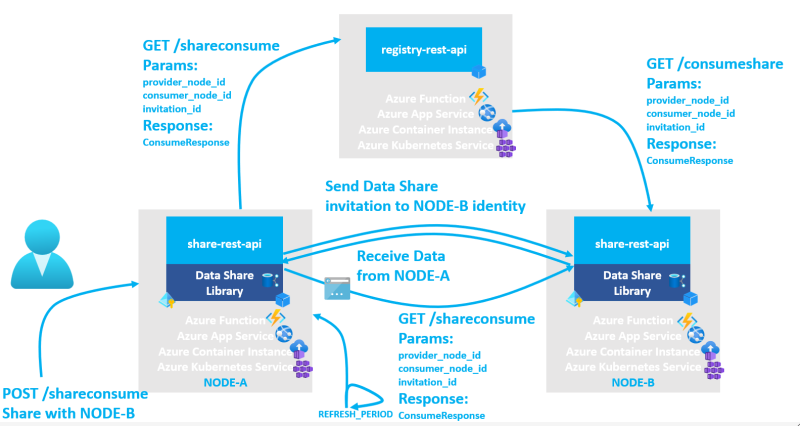 GET /shareconsume
Params:
provider_node_id
consumer_node_id
invitation_id
Response:
ConsumeResponse
registry-rest-api
Azure Function
Azure App Service
Azure Container Instance
Azure Kubernetes Service
GET /consumeshare
Params:
provider_node_id
consumer_node_id
invitation_id
Response:
ConsumeResponse
Send Data Share
invitation to NODE-B identity
share-rest-api
Data Share
Library
Azure Function
Azure App Service
Azure Container Instance
Azure Kubernetes Service
NODE-A
Receive Data
from NODE-A
share-rest-api
Data Share
Library
Azure Function
Azure App Service
Azure Container Instance
Azure Kubernetes Service
NODE-B
GET /shareconsume
Params:
provider_node_id
consumer_node_id
invitation_id
Response:
ConsumeResponse
REFRESH_PERIOD
POST /shareconsume
Share with NODE-B